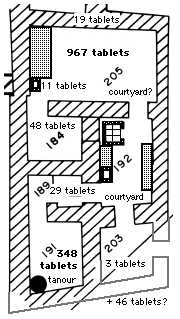 19 tablets
967 tablets
205
11 tablets
courtyard?
48 tablets
184
192
189
29 tablets
courtyard
191
348
tablets
203
3 tablets
tanour
+ 46 tablets?